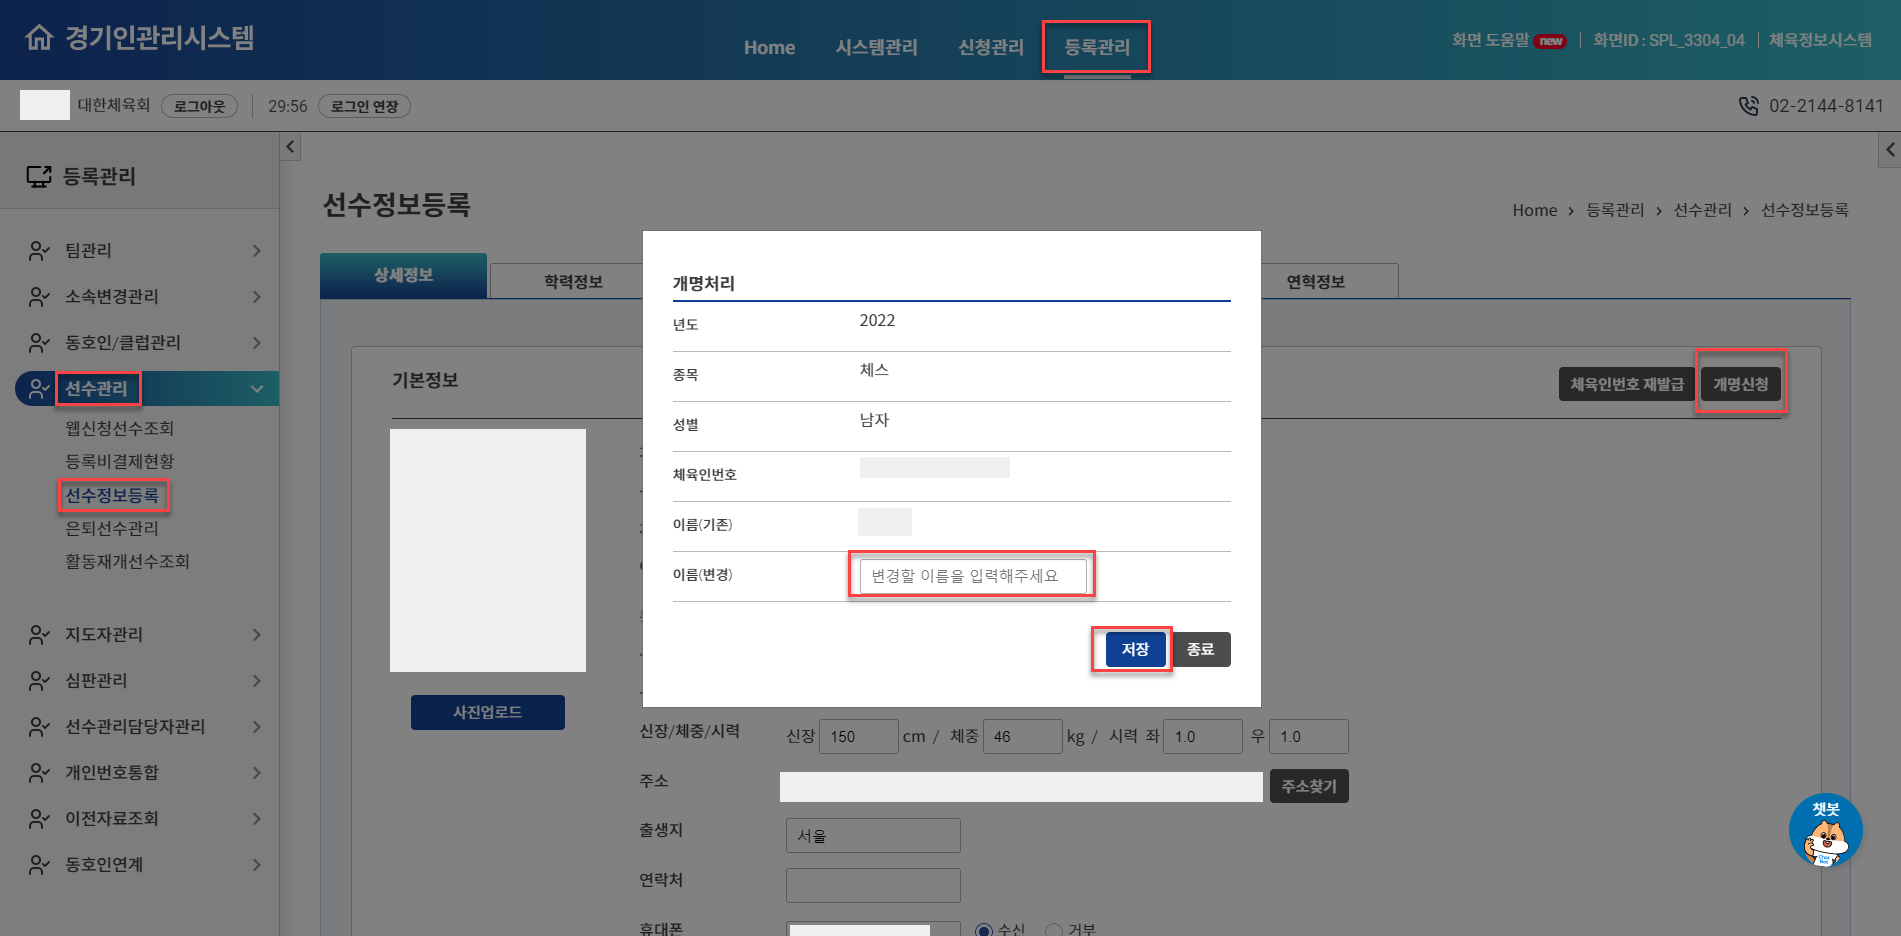 경기인관리시스템
Home 시스템관리 신청관리 등록관리
화면 도움말 new 화면ID : SPL_3304_04 체육정보시스템
대한체육회 로그아웃 29:56 로그인 연장
02-2144-8141
등록관리
팀관리
소속변경관리
동호인/클럽관리
선수관리
웹신청선수조회
등록비결제현황
선수정보등록
은퇴선수관리
활동재개선수조회
지도자관리
심판관리
선수관리담당자관리
개인번호통합
이전자료조회
동호인연계
선수정보등록
Home > 등록관리 > 선수관리 > 선수정보등록
상세정보 학력정보 연혁정보
기본정보
체육인번호 재발급 개명신청
사진업로드
개명처리
년도 2022
종목 체스
성별 남자
체육인번호
이름(기존)
이름(변경) 변경할 이름을 입력해주세요
저장 종료
신장/체중/시력 신장 150 cm / 체중 46 kg / 시력 좌 1.0 우 1.0
주소 주소찾기
출생지 서울
연락처
휴대폰 수신 거부
챗봇
Chat Bot